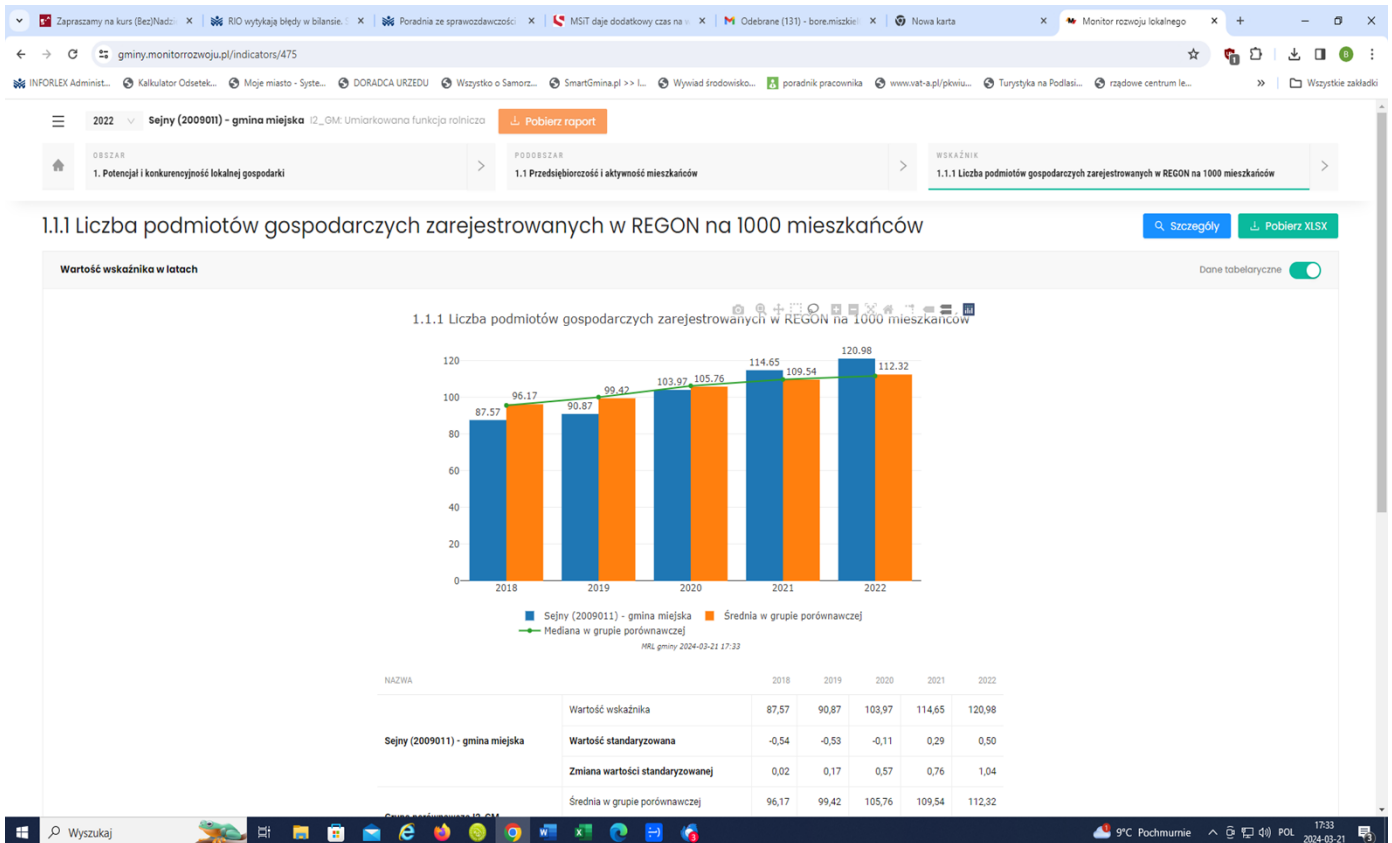 Zapraszamy na kurs (Bez)Nadzi
RIO wytykają błędy w bilansie. S
Poradnia ze sprawozdawczości
MSiT daje dodatkowy czas na w
Odebrane (131) - bore.miszkiel
Nowa karta
Monitor rozwoju lokalnego
gminy.monitorrozwoju.pl/indicators/475
INFORLEX Administ...
Kalkulator Odsetek...
Moje miasto - Syste...
DORADCA URZEDU
Wszystko o Samorz...
SmartGmina.pl >> I...
Wywiad środowisko...
poradnik pracownika
www.vat-a.pl/pkwiu...
Turystyka na Podlasi...
rządowe centrum le...
»
Wszystkie zakładki
2022 Sejny (2009011) - gmina miejska I2_GM: Umiarkowana funkcja rolnicza Pobierz raport
OBSZAR
1. Potencjał i konkurencyjność lokalnej gospodarki
PODOBSZAR
1.1 Przedsiębiorczość i aktywność mieszkańców
WSKAŹNIK
1.1.1 Liczba podmiotów gospodarczych zarejestrowanych w REGON na 1000 mieszkańców
1.1.1 Liczba podmiotów gospodarczych zarejestrowanych w REGON na 1000 mieszkańców
Szczegóły
Pobierz XLSX
Wartość wskaźnika w latach
Dane tabelaryczne
1.1.1 Liczba podmiotów gospodarczych zarejestrowanych w REGON na 1000 mieszkańców
120
100
80
60
40
20
0
87.57
96.17
90.87
99.42
103.97
105.76
114.65
109.54
120.98
112.32
2018 2019 2020 2021 2022
Sejny (2009011) - gmina miejska Średnia w grupie porównawczej
Mediana w grupie porównawczej
MRL gminy 2024-03-21 17:33
NAZWA 2018 2019 2020 2021 2022
Wartość wskaźnika 87,57 90,87 103,97 114,65 120,98
Sejny (2009011) - gmina miejska Wartość standaryzowana -0,54 -0,53 -0,11 0,29 0,50
Zmiana wartości standaryzowanej 0,02 0,17 0,57 0,76 1,04
Średnia w grupie porównawczej 96,17 99,42 105,76 109,54 112,32
Grupa porównawcza I2_GM
Wyszukaj
9°C Pochmurnie
POL
17:33
2024-03-21